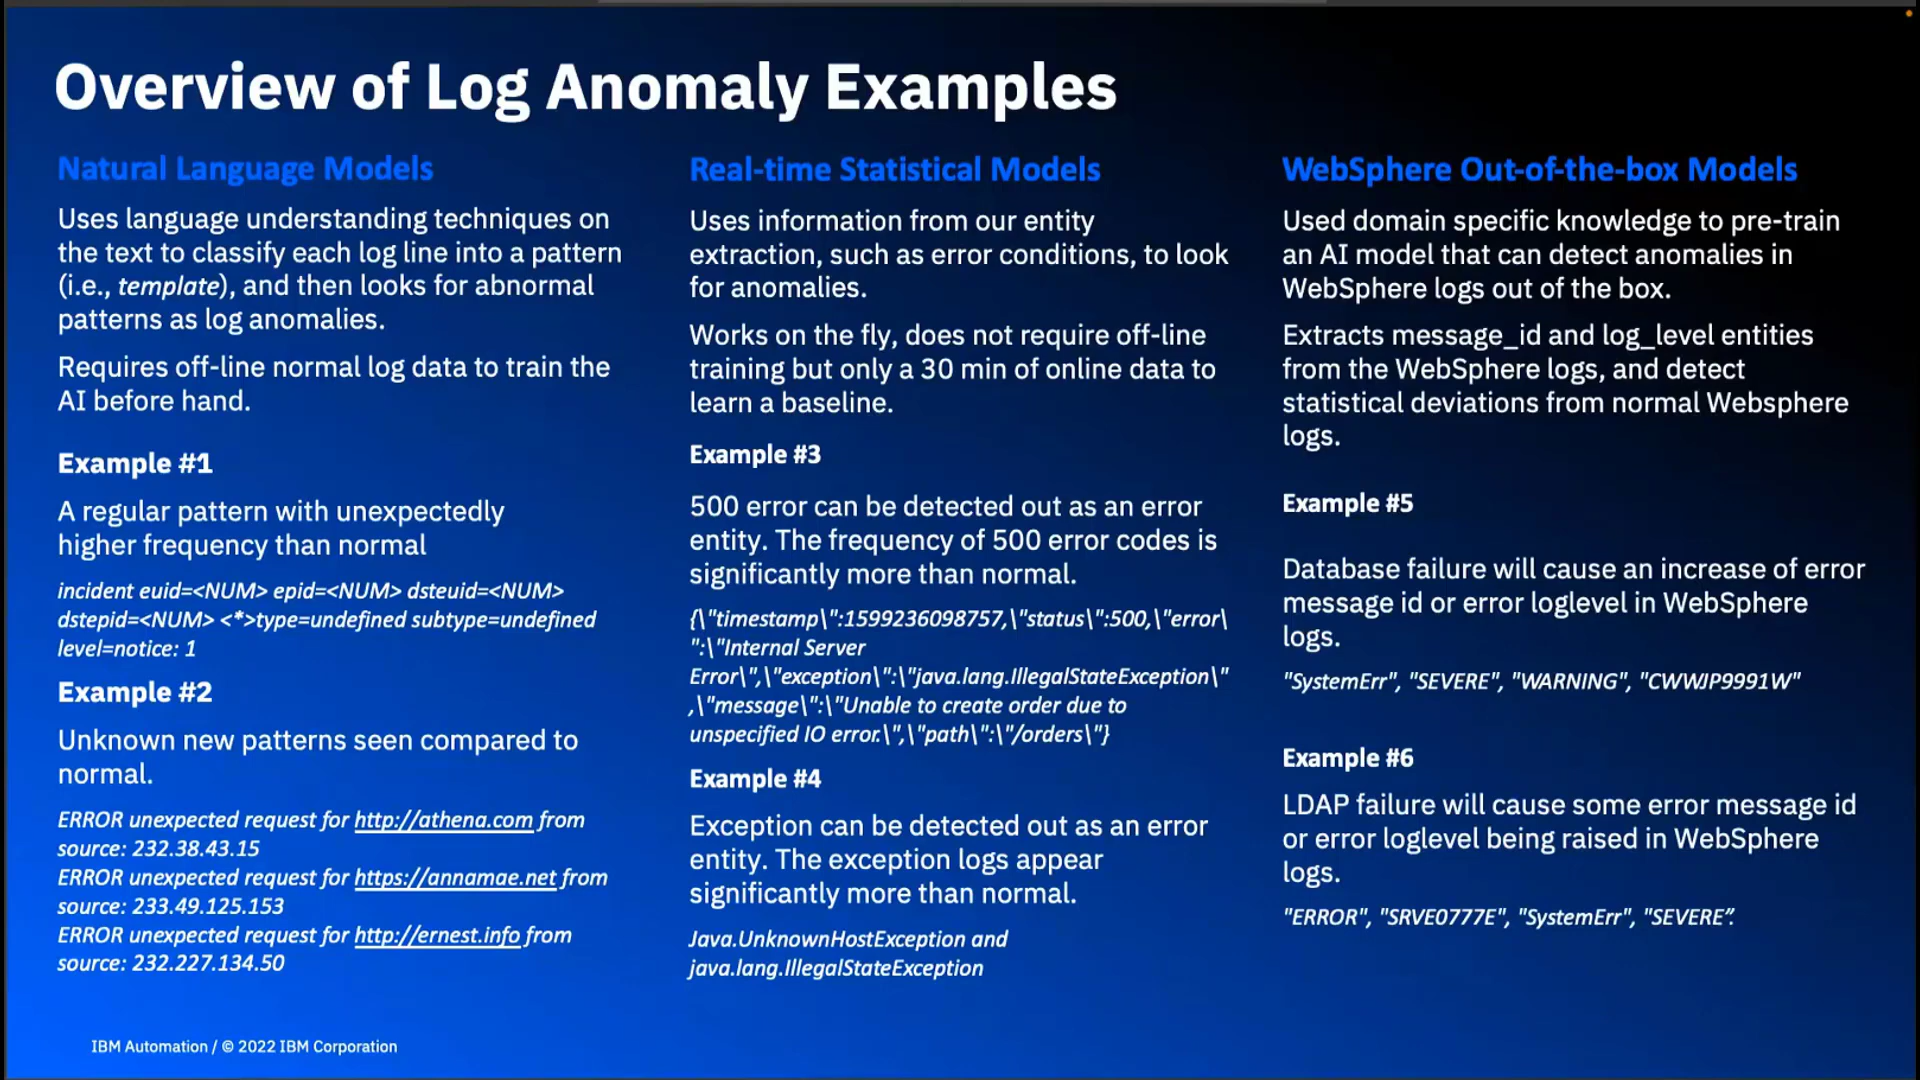 Overview of Log Anomaly Examples
Natural Language Models
Uses language understanding techniques on
the text to classify each log line into a pattern
(i.e., template), and then looks for abnormal
patterns as log anomalies.
Requires off-line normal log data to train the
AI before hand.
Example #1
A regular pattern with unexpectedly
higher frequency than normal
incident euid=<NUM> epid=<NUM> dsteuid=<NUM>
dstepid=<NUM> <*>type=undefined subtype=undefined
level=notice: 1
Example #2
Unknown new patterns seen compared to
normal.
ERROR unexpected request for http://athena.com from
source: 232.38.43.15
ERROR unexpected request for https://annamae.net from
source: 233.49.125.153
ERROR unexpected request for http://ernest.info from
source: 232.227.134.50
Real-time Statistical Models
Uses information from our entity
extraction, such as error conditions, to look
for anomalies.
Works on the fly, does not require off-line
training but only a 30 min of online data to
learn a baseline.
Example #3
500 error can be detected out as an error
entity. The frequency of 500 error codes is
significantly more than normal.
{\"timestamp\":1599236098757,\"status\":500,\"error\
":\"Internal Server
Error\",\"exception\":\"java.lang.IllegalStateException\"
,\"message\":\"Unable to create order due to
unspecified IO error.\",\"path\":\"/orders\"}
Example #4
Exception can be detected out as an error
entity. The exception logs appear
significantly more than normal.
Java.UnknownHostException and
java.lang.IllegalStateException
WebSphere Out-of-the-box Models
Used domain specific knowledge to pre-train
an AI model that can detect anomalies in
WebSphere logs out of the box.
Extracts message_id and log_level entities
from the WebSphere logs, and detect
statistical deviations from normal Websphere
logs.
Example #5
Database failure will cause an increase of error
message id or error loglevel in WebSphere
logs.
"SystemErr", "SEVERE", "WARNING", "CWWJP9991W"
Example #6
LDAP failure will cause some error message id
or error loglevel being raised in WebSphere
logs.
"ERROR", "SRVE0777E", "SystemErr", "SEVERE”.
IBM Automation / © 2022 IBM Corporation